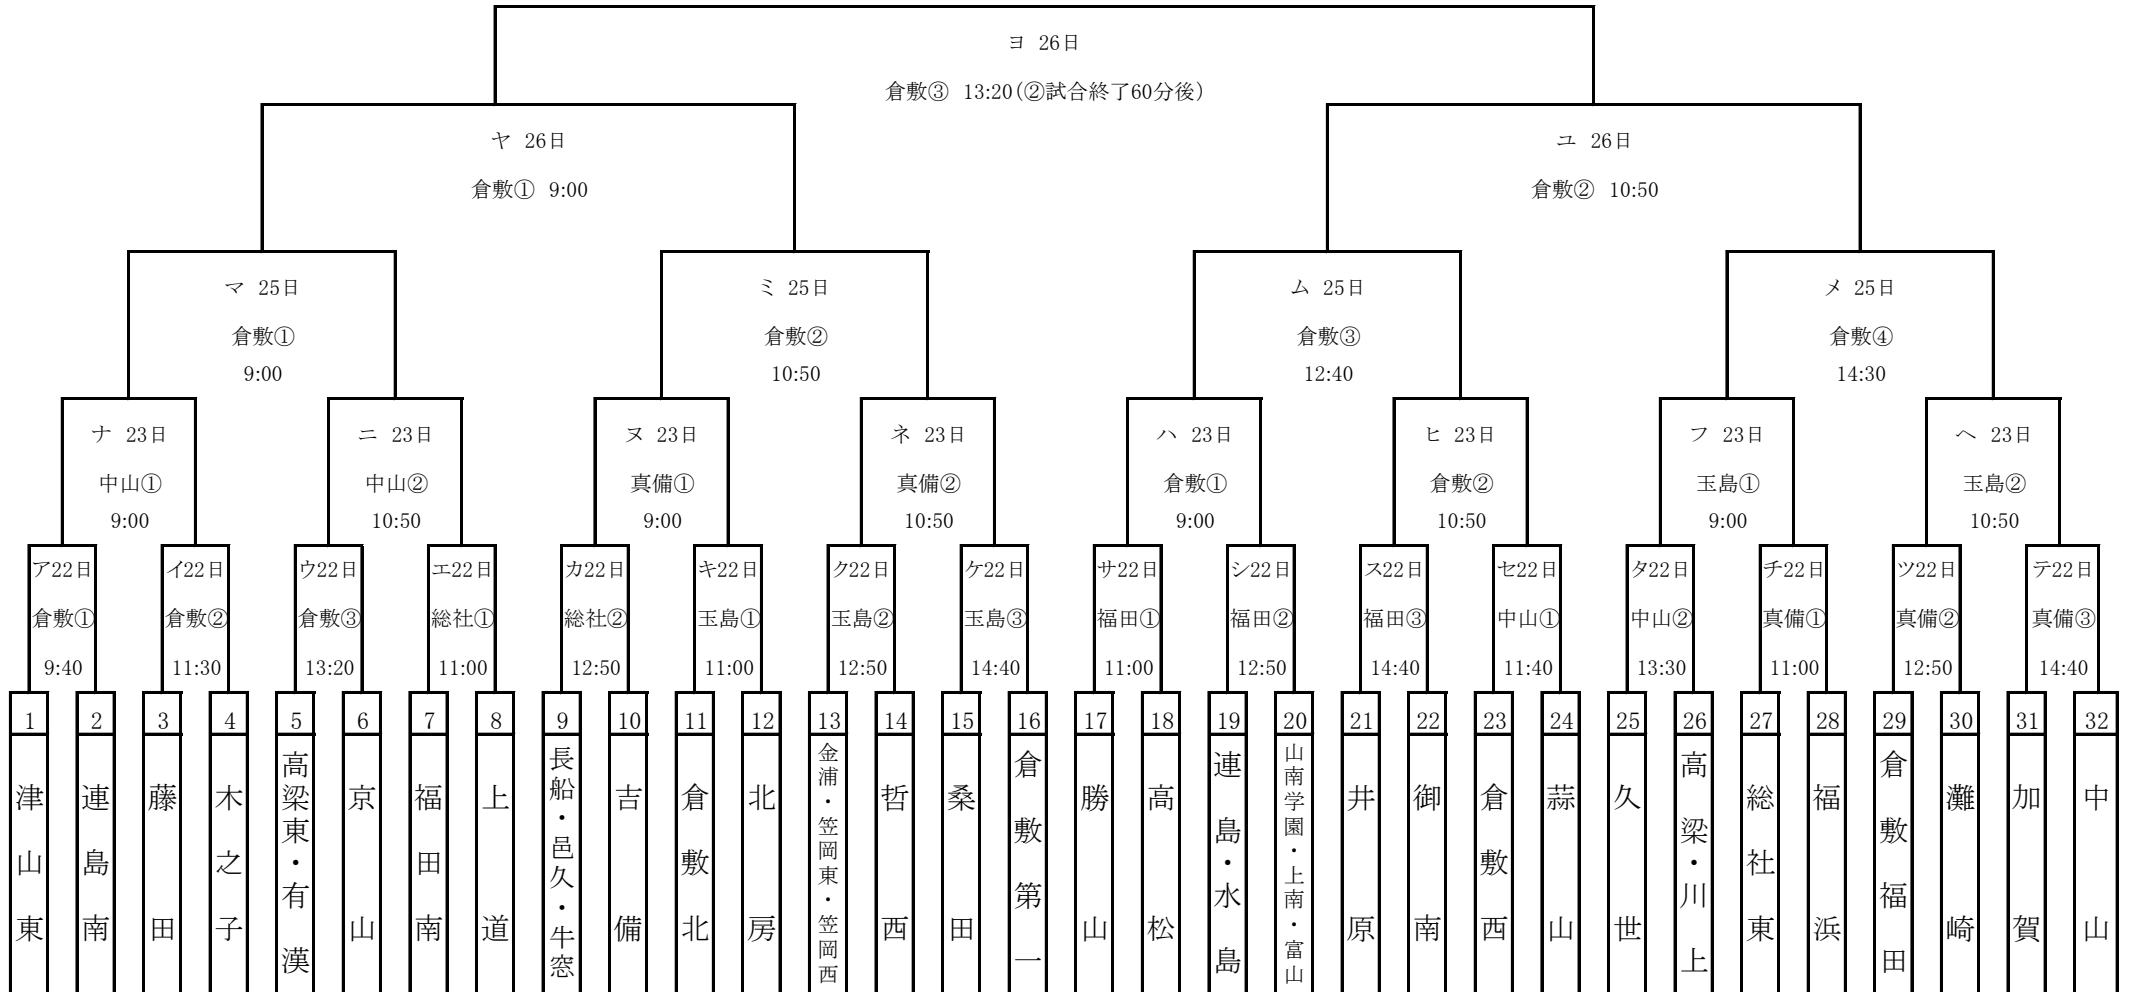 ヨ 26日
倉敷③ 13:20(②試合終了60分後)
ヤ 26日
倉敷① 9:00
ユ 26日
倉敷② 10:50
マ 25日
倉敷①
9:00
ミ 25日
倉敷②
10:50
ム 25日
倉敷③
12:40
メ 25日
倉敷④
14:30
ナ 23日
中山①
9:00
ニ 23日
中山②
10:50
ヌ 23日
真備①
9:00
ネ 23日
真備②
10:50
ハ 23日
倉敷①
9:00
ヒ 23日
倉敷②
10:50
フ 23日
玉島①
9:00
ヘ 23日
玉島②
10:50
ア22日
倉敷①
9:40
イ22日
倉敷②
11:30
ウ22日
倉敷③
13:20
エ22日
総社①
11:00
カ22日
総社②
12:50
キ22日
玉島①
11:00
ク22日
玉島②
12:50
ケ22日
玉島③
14:40
サ22日
福田①
11:00
シ22日
福田②
12:50
ス22日
福田③
14:40
セ22日
中山①
11:40
タ22日
中山②
13:30
チ22日
真備①
11:00
ツ22日
真備②
12:50
テ22日
真備③
14:40
1
津山東
2
連島南
3
藤田
4
木之子
5
高梁東・有漢
6
京山
7
福田南
8
上道
9
長船・邑久・牛窓
10
吉備
11
倉敷北
12
北房
13
金浦・笠岡東・笠岡西
14
哲西
15
桑田
16
倉敷第一
17
勝山
18
高松
19
連島・水島
20
山南学園・上南・富山
21
井原
22
御南
23
倉敷西
24
蒜山
25
久世
26
高梁・川上
27
総社東
28
福浜
29
倉敷福田
30
灘崎
31
加賀
32
中山